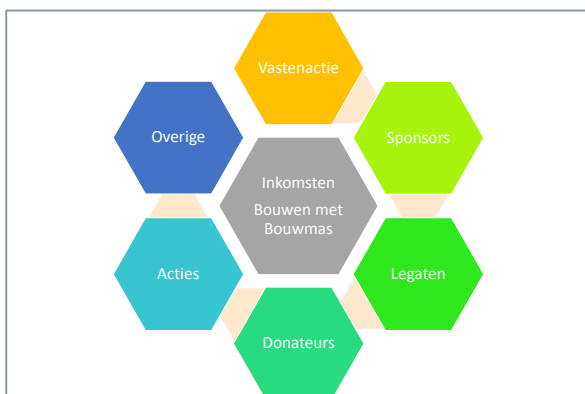 Vastenactie
Overige
Sponsors
Inkomsten
Bouwen met
Bouwmas
Acties
Legaten
Donateurs